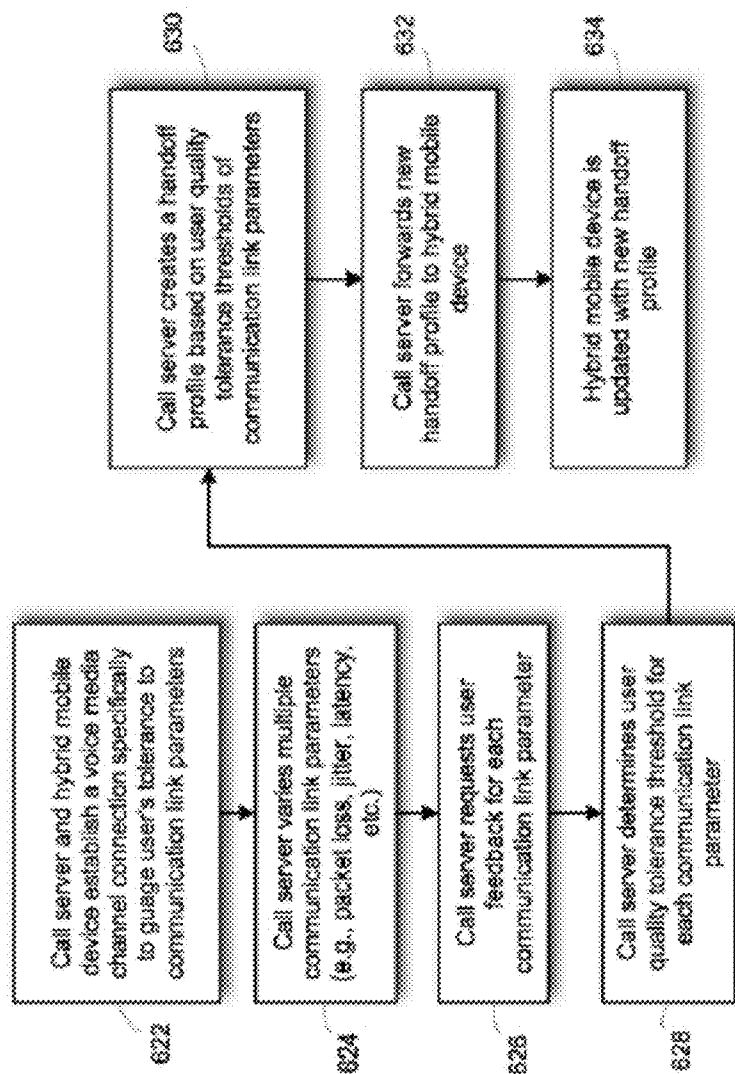 Call server and hybrid mobile
device establish a voice media
channel connection specifically
to guage user's tolerance to
communication link parameters
622
Call server varies multiple
communication link parameters
(e.g., packet loss, jitter, latency,
etc.)
624
Call server requests user
feedback for each
communication link parameter
626
Call server determines user
quality tolerance threshold for
each communication link
parameter
628
Call server creates a handoff
profile based on user quality
tolerance thresholds of
communication link parameters
630
Call server forwards new
handoff profile to hybrid mobile
device
632
Hybrid mobile device is
updated with new handoff
profile
634